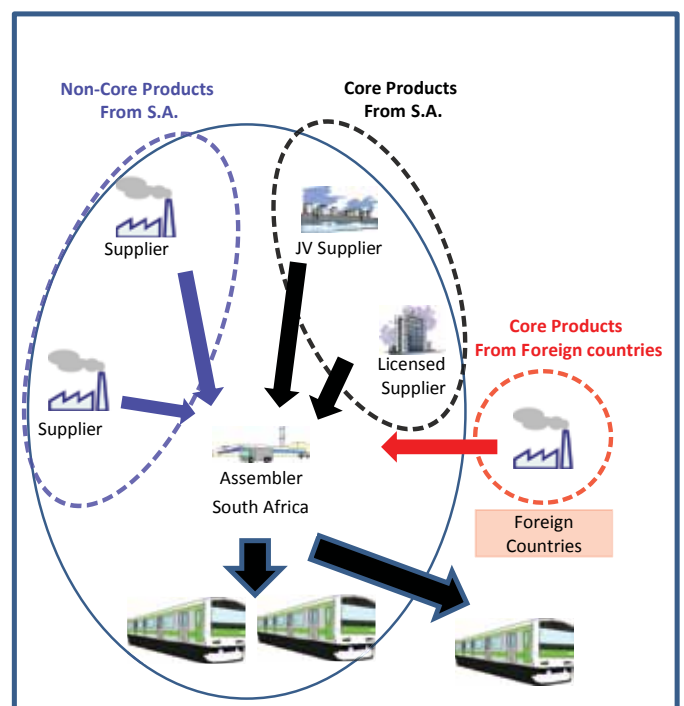 Non-Core Products
From S.A.
Core Products
From S.A.
Supplier
JV Supplier
Core Products
From Foreign countries
Licensed
Supplier
Supplier
Assembler
South Africa
Foreign
Countries